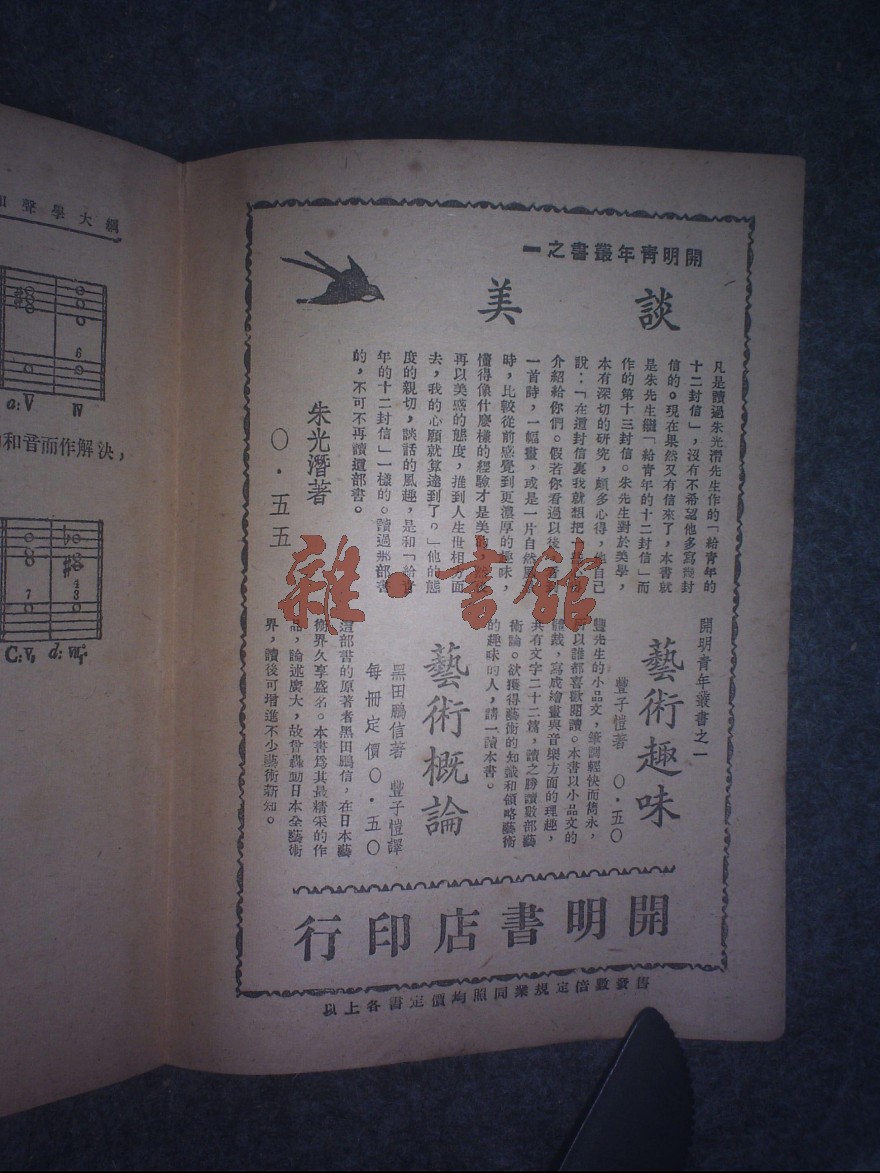 開明青年叢書之一
談美
凡是讀過朱光潛先生作的「給青年的
十二封信」,沒有不希望他多寫幾封
信的。現在果然又有信來了,本書就
是朱先生繼「給青年的十二封信」而
作的第十三封信。朱先生對於美學,
本有深切的研究,頗多心得,他自己
說:「在這封信裏我就想把
介紹給你們。假若你看過以後
一首詩,一幅畫,或是一片自然風
時,比較從前感覺到更濃厚的趣味,
懂得像什麼樣的經驗才是美
再以美感的態度,推到人生世相方面
去,我的心願就算達到了。」他的態
度的親切,談話的風趣,是和「給青
年的十二封信」一樣的。讀過那部書
的,不可不再讀這部書。
朱光潛著
〇·五五
開明青年叢書之一
藝術趣味
豐子愷著 〇·五〇
豐先生的小品文,筆調輕快而雋永,
所以誰都喜歡閱讀。本書以小品文的
體裁,寫成繪畫與音樂方面的理趣,
共有文字二十二篇,讀之勝讀數部藝
術論。欲獲得藝術的知識和領略藝術
的趣味的人,請一讀本書。
藝術概論
黑田鵬信著 豐子愷譯
每冊定價〇·五〇
這部書的原著者黑田鵬信,在日本藝
術界久享盛名。本書爲其最精采的作
品,論述廣大,故曾轟動日本全藝術
界,讀後可增進不少藝術新知。
開明書店印行
以上各書定價均照同業規定倍數發售
雜·書館
綱大學聲和
a:V IV
6
和音而作解決,
7 4 3
C:V₇ d: